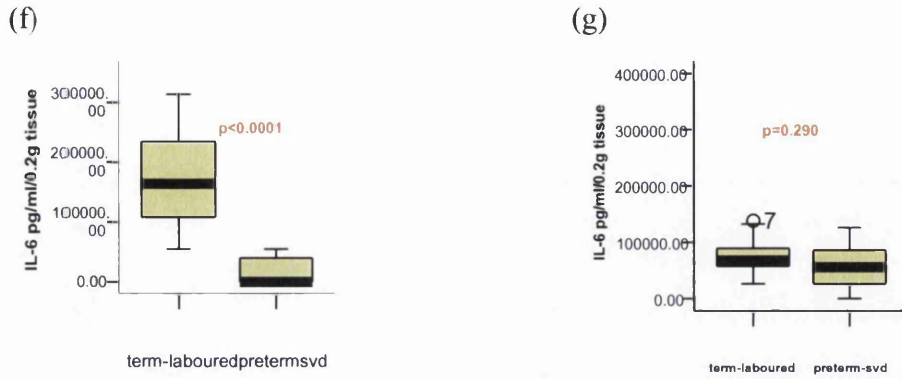 (f)
IL-6 pg/ml/0.2g tissue
300000.
00
200000.
00
100000.
00
0.00
p<0.0001
term-labouredpretermsvd
(g)
IL-6 pg/ml/0.2g tissue
400000.00
300000.00
200000.00
100000.00
0.00
p=0.290
7
term-laboured preterm-svd